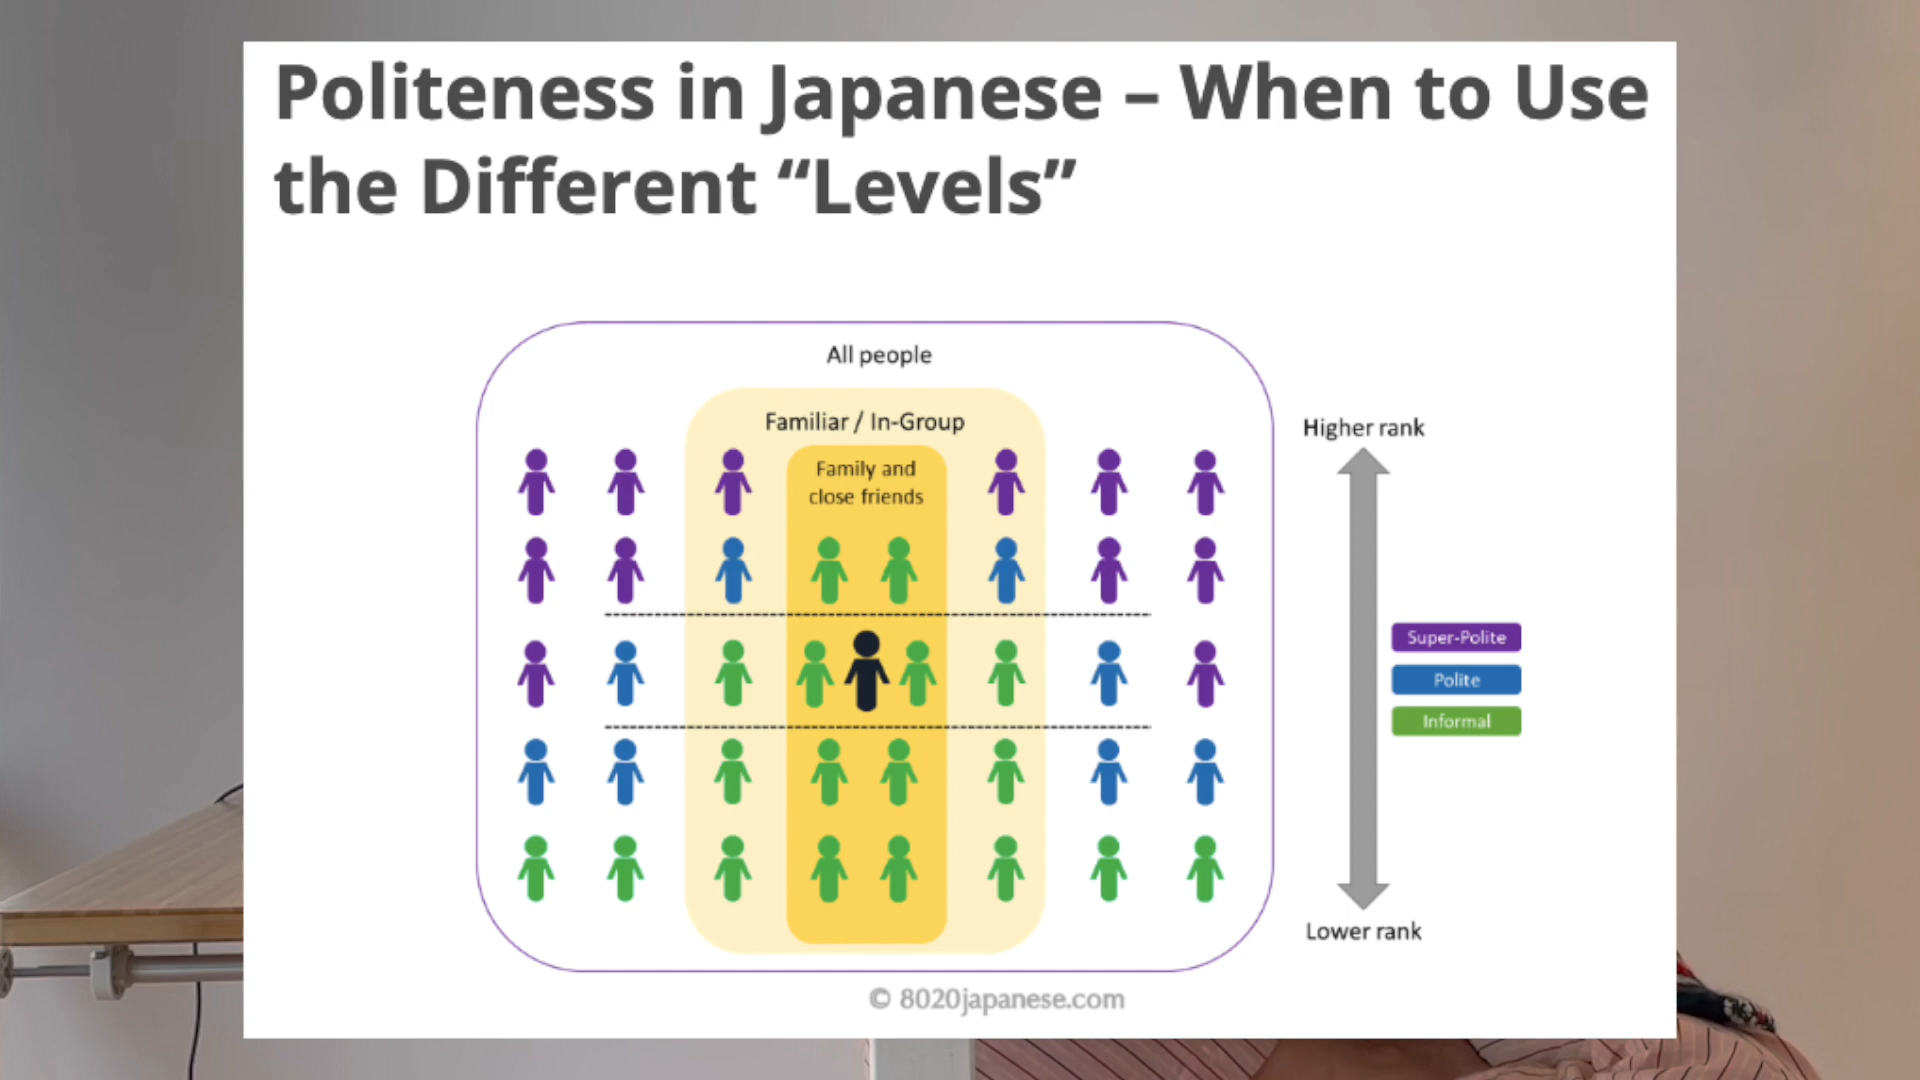 Politeness in Japanese – When to Use
the Different “Levels”
All people
Familiar / In-Group
Family and
close friends
Higher rank
Super-Polite
Polite
Informal
Lower rank
© 8020japanese.com